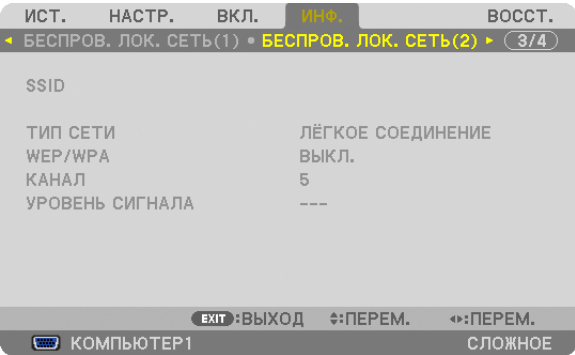 ИСТ. НАСТР. ВКЛ. ИНФ. ВОССТ.
БЕСПРОВ. ЛОК. СЕТЬ(1) • БЕСПРОВ. ЛОК. СЕТЬ(2) 3/4
SSID
ТИП СЕТИ ЛЁГКОЕ СОЕДИНЕНИЕ
WEP/WPA ВЫКЛ.
КАНАЛ 5
УРОВЕНЬ СИГНАЛА ---
EXIT :ВЫХОД :ПЕРЕМ. :ПЕРЕМ.
КОМПЬЮТЕР1 СЛОЖНОЕ